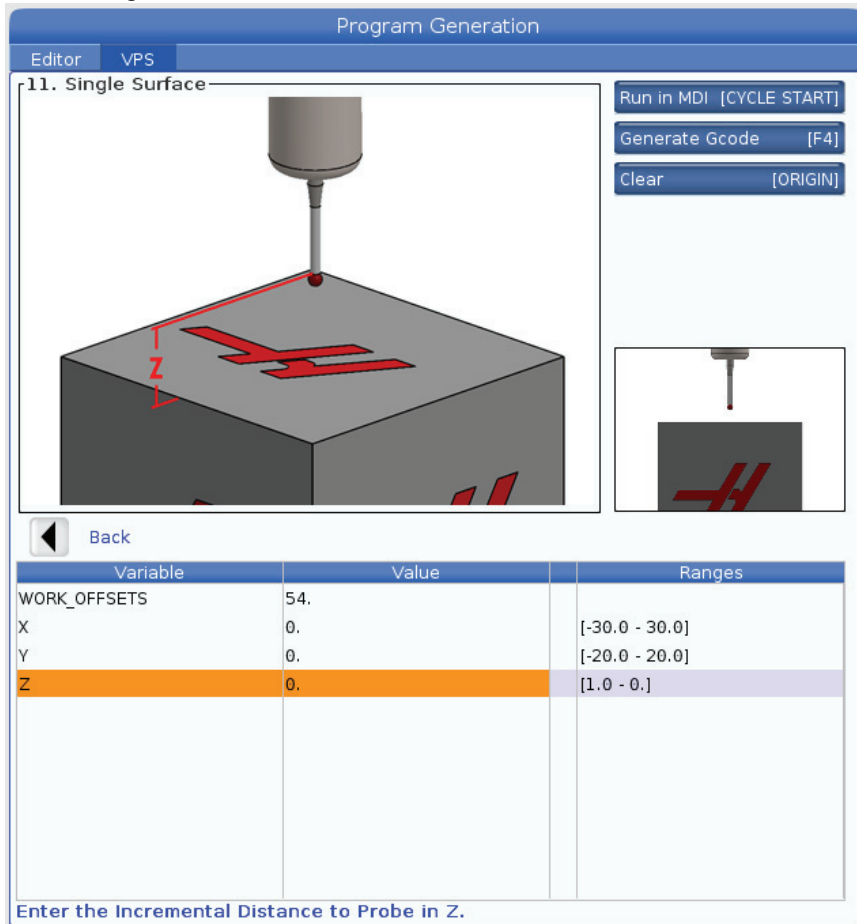 Program Generation
Editor VPS
11. Single Surface
Run in MDI [CYCLE START]
Generate Gcode [F4]
Clear [ORIGIN]
Z
Back
Variable Value Ranges
WORK_OFFSETS 54.
X 0. [-30.0 - 30.0]
Y 0. [-20.0 - 20.0]
Z 0. [1.0 - 0.]
Enter the Incremental Distance to Probe in Z.